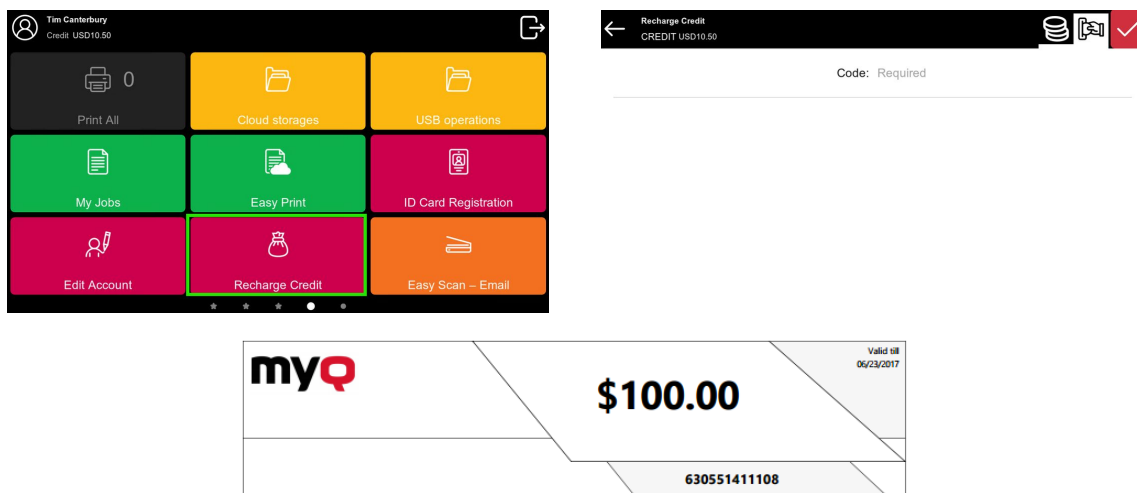 Tim Canterbury
Credit USD10.50
0
Print All
Cloud storages
USB operations
My Jobs
Easy Print
ID Card Registration
Edit Account
Recharge Credit
Easy Scan – Email
Recharge Credit
CREDIT USD10.50
Code: Required
myQ
$100.00
Valid till
06/23/2017
630551411108